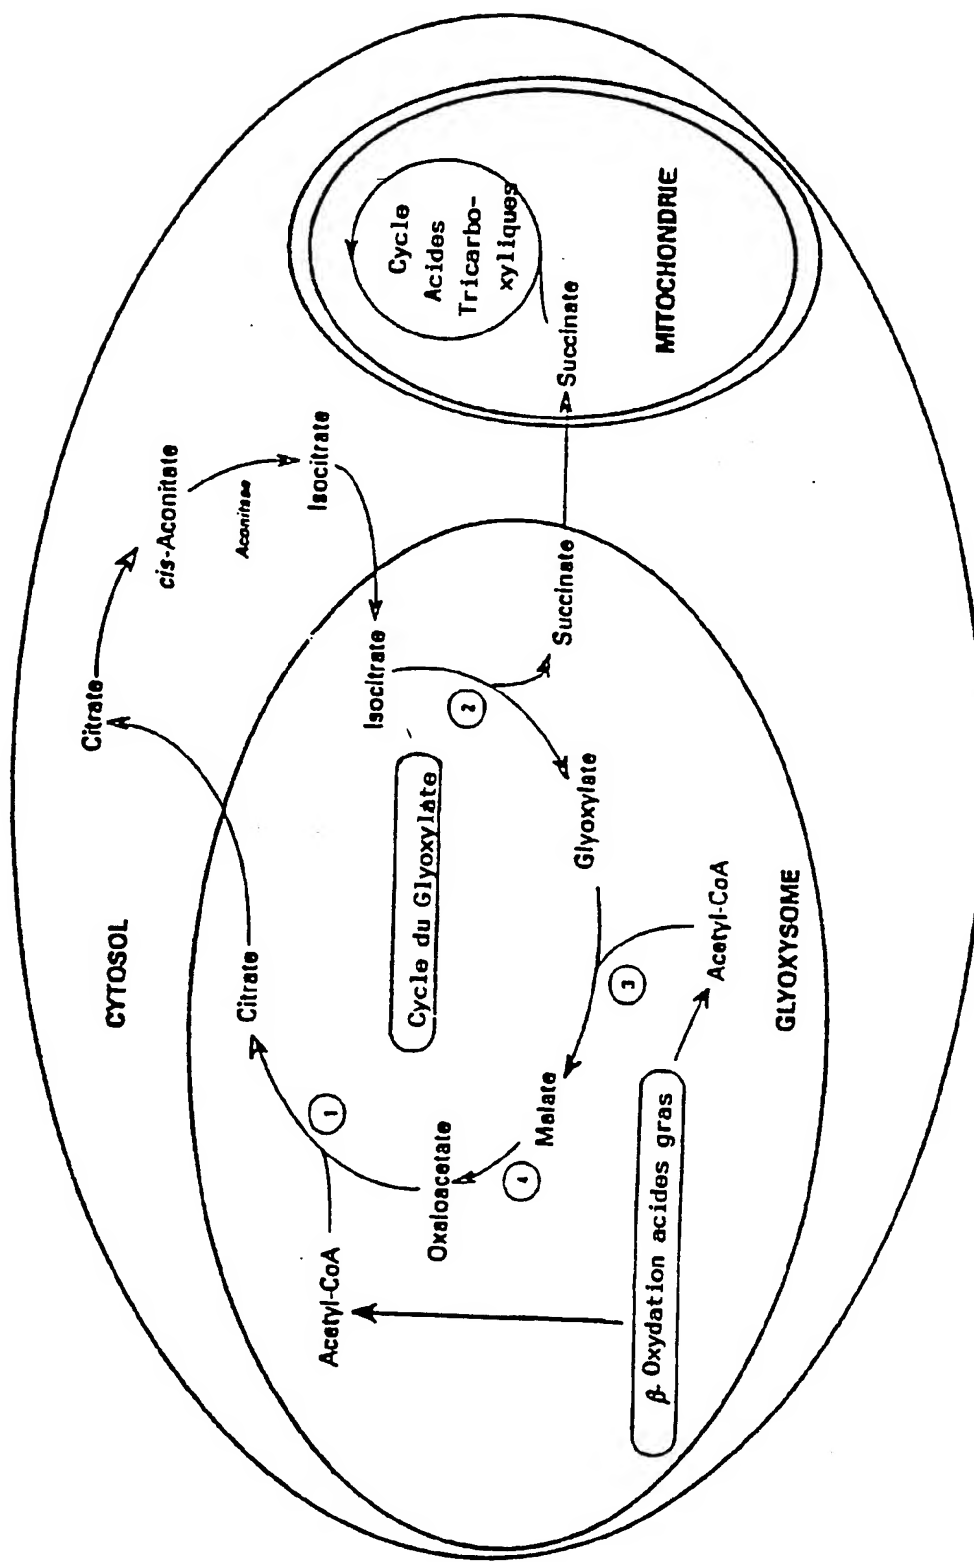 CYTOSOL
Citrate
cis-Aconitate
Aconitase
Isocitrate
Citrate
Isocitrate
Cycle du Glyoxylate
1
2
3
4
Acetyl-CoA
Oxaloacetate
Malate
Glyoxylate
Succinate
Acetyl-CoA
β- Oxydation acides gras
GLYOXYSOME
Cycle
Acides
Tricarbo-
xyliques
Succinate
MITOCHONDRIE